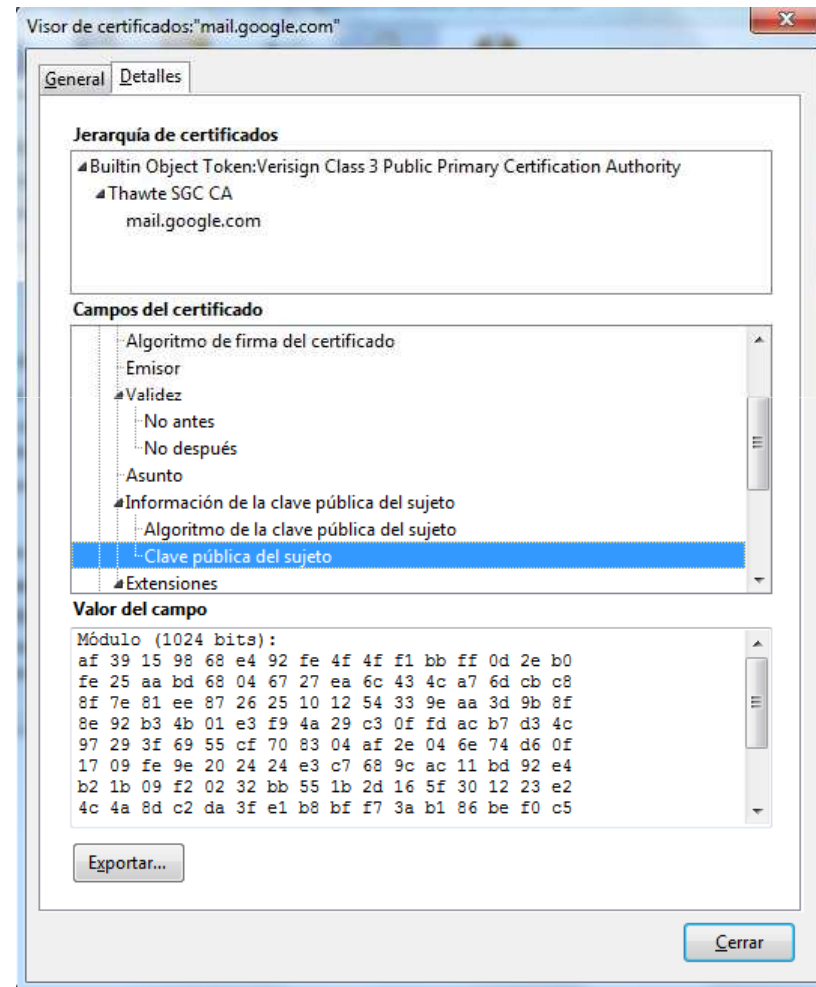 Visor de certificados:"mail.google.com"
General Detalles
Jerarquía de certificados
Builtin Object Token:Verisign Class 3 Public Primary Certification Authority
Thawte SGC CA
mail.google.com
Campos del certificado
Algoritmo de firma del certificado
Emisor
Validez
No antes
No después
Asunto
Información de la clave pública del sujeto
Algoritmo de la clave pública del sujeto
Clave pública del sujeto
Extensiones
Valor del campo
Módulo (1024 bits):
af 39 15 98 68 e4 92 fe 4f 4f f1 bb ff 0d 2e b0
fe 25 aa bd 68 04 67 27 ea 6c 43 4c a7 6d cb c8
8f 7e 81 ee 87 26 25 10 12 54 33 9e aa 3d 9b 8f
8e 92 b3 4b 01 e3 f9 4a 29 c3 0f fd ac b7 d3 4c
97 29 3f 69 55 cf 70 83 04 af 2e 04 6e 74 d6 0f
17 09 fe 9e 20 24 24 e3 c7 68 9c ac 11 bd 92 e4
b2 1b 09 f2 02 32 bb 55 1b 2d 16 5f 30 12 23 e2
4c 4a 8d c2 da 3f e1 b8 bf f7 3a b1 86 be f0 c5
Exportar...
Cerrar